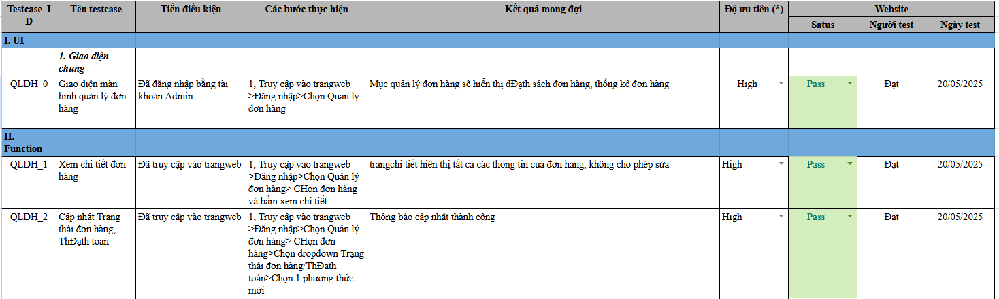 Testcase_I
D
Tên testcase
Tiền điều kiện
Các bước thực hiện
Kết quả mong đợi
Độ ưu tiên (*)
Website
Satus
Người test
Ngày test
I. UI
1. Giao diện
chung
QLDH_0
Giao diện màn
hình quản lý đơn
hàng
Đã đăng nhập bằng tài
khoản Admin
1, Truy cập vào trangweb
>Đăng nhập>Chọn Quản lý
đơn hàng
Mục quản lý đơn hàng sẽ hiển thị dĐạth sách đơn hàng, thống kê đơn hàng
High
Pass
Đạt
20/05/2025
II.
Function
QLDH_1
Xem chi tiết đơn
hàng
Đã truy cập vào trangweb
1, Truy cập vào trangweb
>Đăng nhập>Chọn Quản lý
đơn hàng> CHọn đơn hàng
và bấm xem chi tiết
trangchi tiết hiển thị tất cả các thông tin của đơn hàng, không cho phép sửa
High
Pass
Đạt
20/05/2025
QLDH_2
Cập nhật Trạng
thái đơn hàng,
ThĐạth toán
Đã truy cập vào trangweb
1, Truy cập vào trangweb
>Đăng nhập>Chọn Quản lý
đơn hàng> CHọn đơn
hàng>Chọn dropdown Trạng
thái đơn hàng/ThĐạth
toán>Chọn 1 phương thức
mới
Thông báo cập nhật thành công
High
Pass
Đạt
20/05/2025